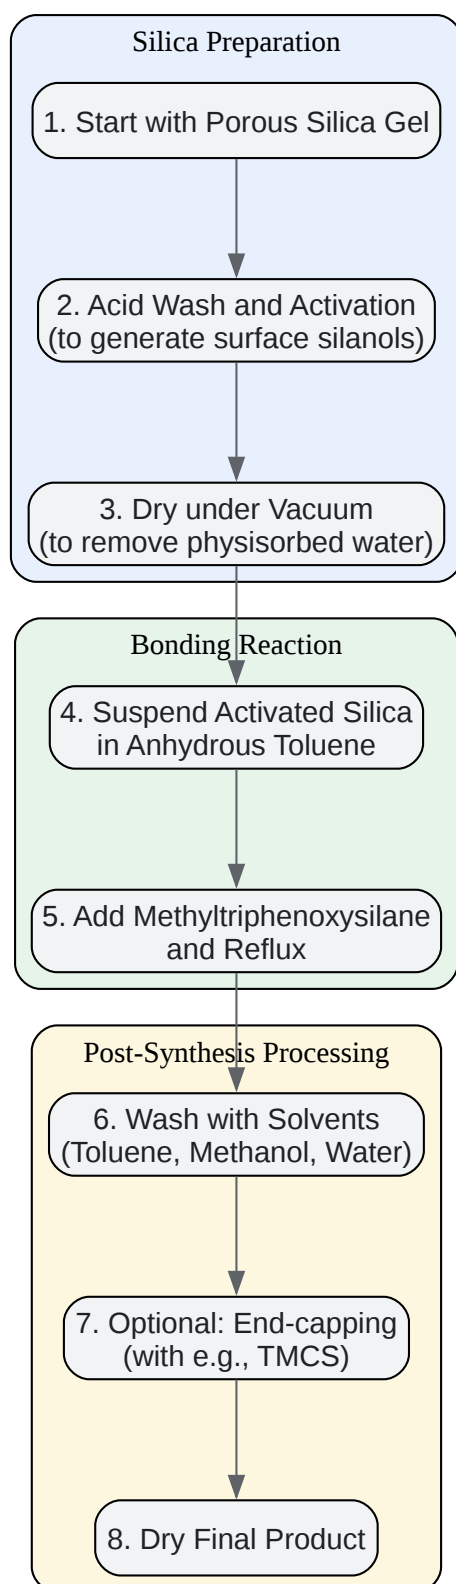 Silica Preparation
1. Start with Porous Silica Gel
2. Acid Wash and Activation
(to generate surface silanols)
3. Dry under Vacuum
(to remove physisorbed water)
Bonding Reaction
4. Suspend Activated Silica
in Anhydrous Toluene
5. Add Methyltriphenoxysilane
and Reflux
Post-Synthesis Processing
6. Wash with Solvents
(Toluene, Methanol, Water)
7. Optional: End-capping
(with e.g., TMCS)
8. Dry Final Product